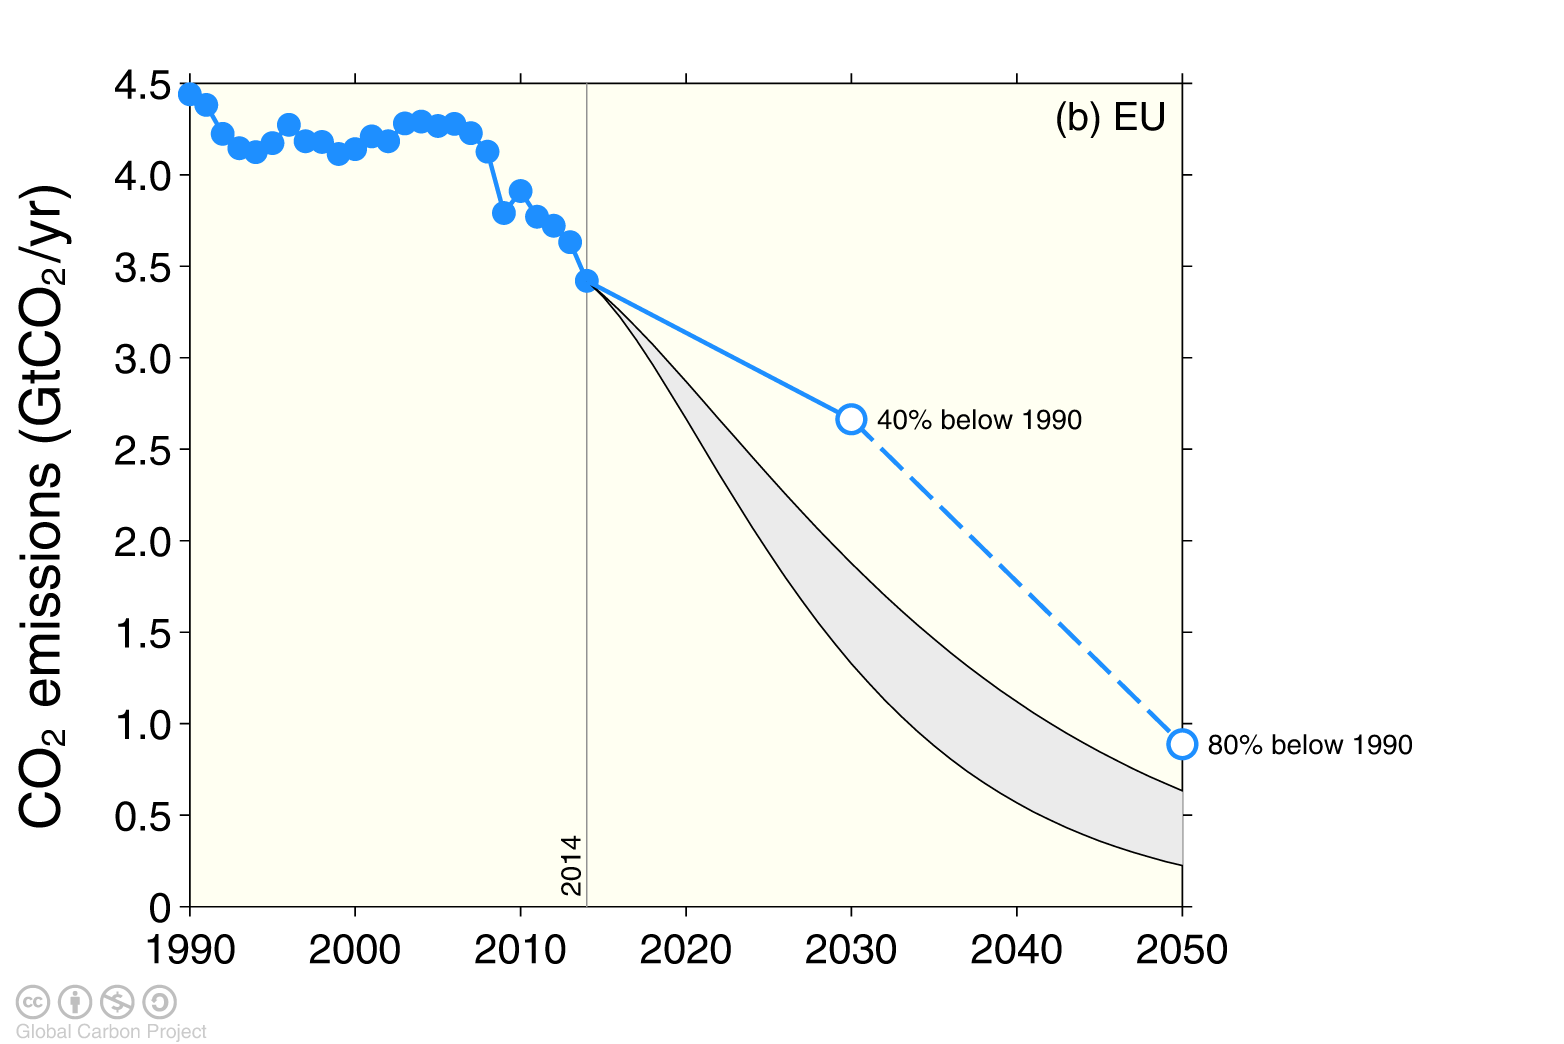 (b) EU
CO₂ emissions (GtCO₂/yr)
4.5
4.0
3.5
3.0
2.5
2.0
1.5
1.0
0.5
0
40% below 1990
80% below 1990
2014
1990 2000 2010 2020 2030 2040 2050
cc
Global Carbon Project